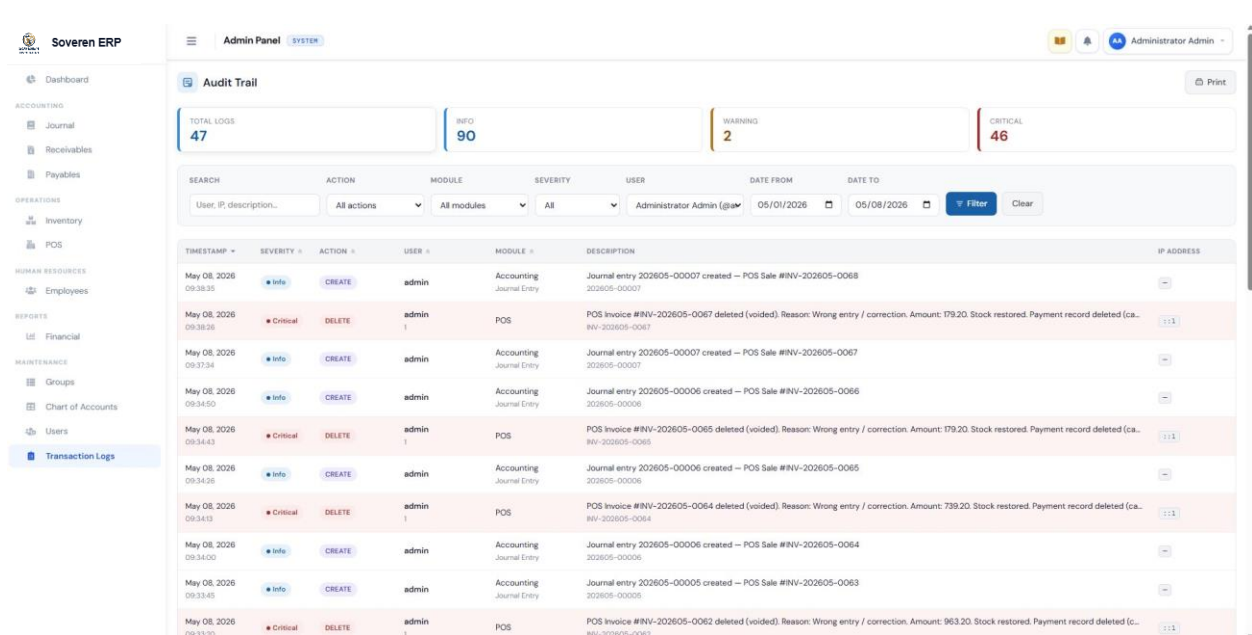 Soveren ERP
Admin Panel SYSTEM
AA Administrator Admin
Dashboard
ACCOUNTING
Journal
Receivables
Payables
OPERATIONS
Inventory
POS
HUMAN RESOURCES
Employees
REPORTS
Financial
MAINTENANCE
Groups
Chart of Accounts
Users
Transaction Logs
Audit Trail
Print
TOTAL LOGS
47
INFO
90
WARNING
2
CRITICAL
46
SEARCH ACTION MODULE SEVERITY USER DATE FROM DATE TO
User, IP, description... All actions All modules All Administrator Admin (@a 05/01/2026 05/08/2026 Filter Clear
TIMESTAMP SEVERITY ACTION USER MODULE DESCRIPTION IP ADDRESS
May 08, 2026 Info CREATE admin Accounting Journal entry 202605-00007 created — POS Sale #INV-202605-0068 —
09:38:35 Journal Entry 202605-00007
May 08, 2026 Critical DELETE admin POS POS Invoice #INV-202605-0067 deleted (voided). Reason: Wrong entry / correction. Amount: 179.20. Stock restored. Payment record deleted (ca... ::1
09:38:26 1 INV-202605-0067
May 08, 2026 Info CREATE admin Accounting Journal entry 202605-00007 created — POS Sale #INV-202605-0067 —
09:37:34 Journal Entry 202605-00007
May 08, 2026 Info CREATE admin Accounting Journal entry 202605-00006 created — POS Sale #INV-202605-0066 —
09:34:50 Journal Entry 202605-00006
May 08, 2026 Critical DELETE admin POS POS Invoice #INV-202605-0065 deleted (voided). Reason: Wrong entry / correction. Amount: 179.20. Stock restored. Payment record deleted (ca... ::1
09:34:43 1 INV-202605-0065
May 08, 2026 Info CREATE admin Accounting Journal entry 202605-00006 created — POS Sale #INV-202605-0065 —
09:34:26 Journal Entry 202605-00006
May 08, 2026 Critical DELETE admin POS POS Invoice #INV-202605-0064 deleted (voided). Reason: Wrong entry / correction. Amount: 739.20. Stock restored. Payment record deleted (ca... ::1
09:34:13 1 INV-202605-0064
May 08, 2026 Info CREATE admin Accounting Journal entry 202605-00006 created — POS Sale #INV-202605-0064 —
09:34:00 Journal Entry 202605-00006
May 08, 2026 Info CREATE admin Accounting Journal entry 202605-00005 created — POS Sale #INV-202605-0063 —
09:33:45 Journal Entry 202605-00005
May 08, 2026 Critical DELETE admin POS POS Invoice #INV-202605-0062 deleted (voided). Reason: Wrong entry / correction. Amount: 963.20. Stock restored. Payment record deleted (c... ::1